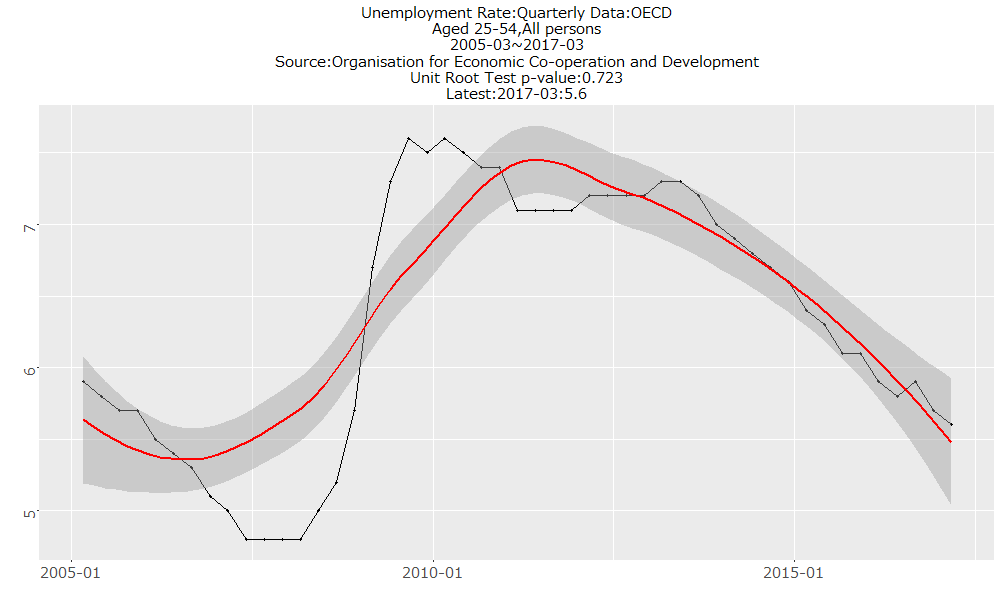 Unemployment Rate:Quarterly Data:OECD
Aged 25-54,All persons
2005-03~2017-03
Source:Organisation for Economic Co-operation and Development
Unit Root Test p-value:0.723
Latest:2017-03:5.6
7
6
5
2005-01 2010-01 2015-01